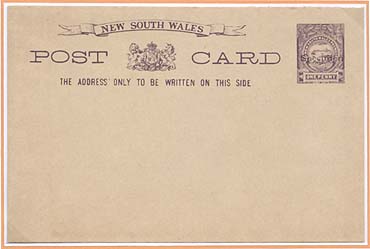 NEW SOUTH WALES
POST CARD
THE ADDRESS ONLY TO BE WRITTEN ON THIS SIDE
Specimen
ONE PENNY